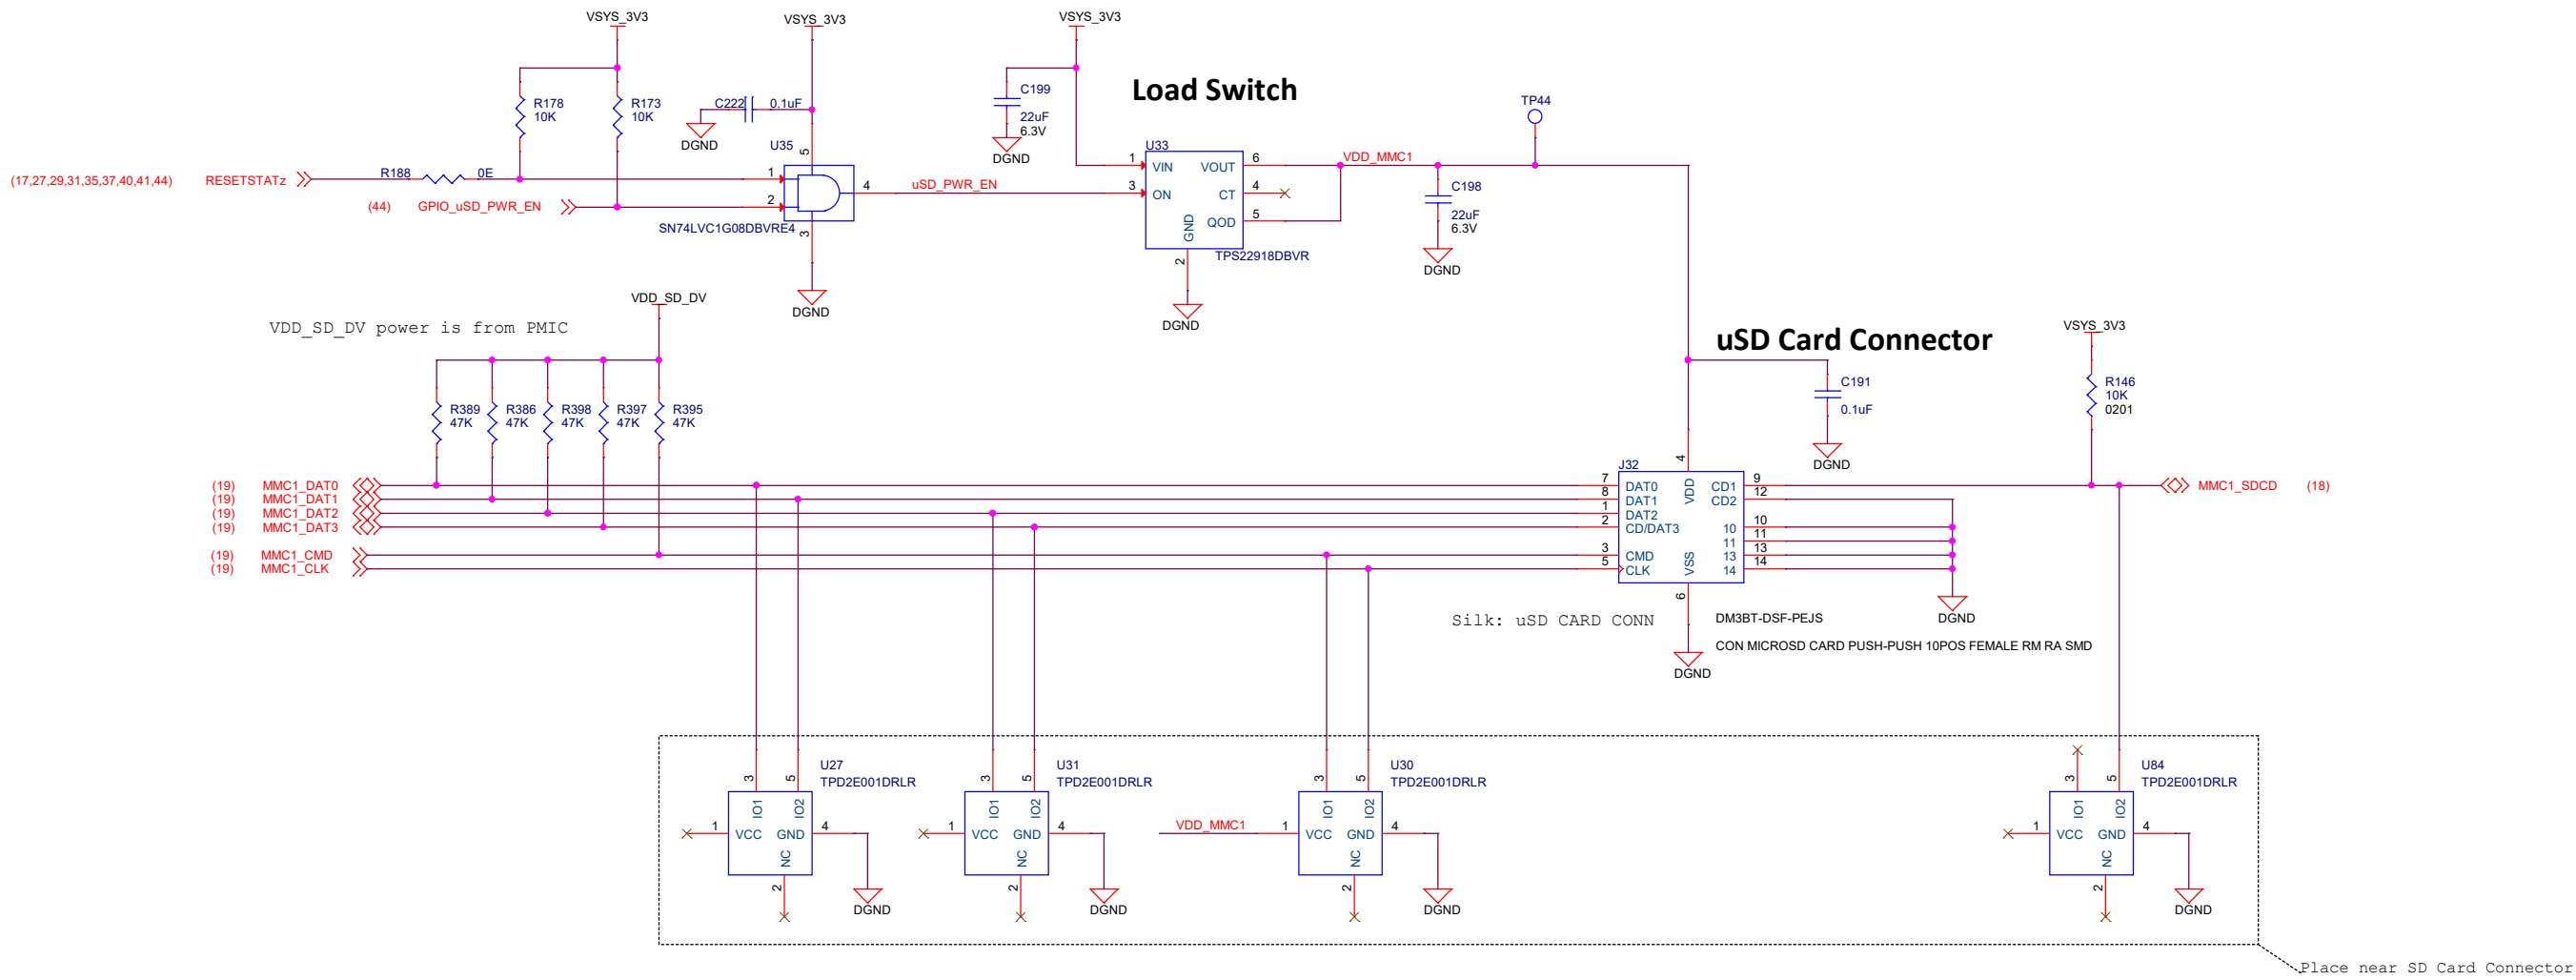 VSYS_3V3
VSYS_3V3
VSYS_3V3
Load Switch
R178
10K
R173
10K
C222
0.1uF
DGND
C199
22uF
6.3V
DGND
TP44
U35
5
1
2
4
3
SN74LVC1G08DBVRE4
DGND
(17,27,29,31,35,37,40,41,44)
RESETSTATz
R188
0E
(44)
GPIO_uSD_PWR_EN
uSD_PWR_EN
U33
1
VIN
VOUT
6
3
ON
CT
4
QOD
5
GND
2
TPS22918DBVR
DGND
VDD_MMC1
C198
22uF
6.3V
DGND
VDD_SD_DV
VDD_SD_DV power is from PMIC
uSD Card Connector
VSYS_3V3
R389
47K
R386
47K
R398
47K
R397
47K
R395
47K
C191
0.1uF
DGND
R146
10K
0201
(19) MMC1_DAT0
(19) MMC1_DAT1
(19) MMC1_DAT2
(19) MMC1_DAT3
(19) MMC1_CMD
(19) MMC1_CLK
J32
4
VDD
7
DAT0
8
DAT1
1
DAT2
2
CD/DAT3
3
CMD
5
CLK
VSS
6
CD1
9
CD2
12
10
10
11
11
13
13
14
14
MMC1_SDCD (18)
DGND
Silk: uSD CARD CONN
DM3BT-DSF-PEJS
CON MICROSD CARD PUSH-PUSH 10POS FEMALE RM RA SMD
DGND
U27
TPD2E001DRLR
3
5
IO1
IO2
1
VCC
GND
4
NC
2
DGND
U31
TPD2E001DRLR
3
5
IO1
IO2
1
VCC
GND
4
NC
2
DGND
U30
TPD2E001DRLR
3
5
IO1
IO2
VDD_MMC1
1
VCC
GND
4
NC
2
DGND
U84
TPD2E001DRLR
3
5
IO1
IO2
1
VCC
GND
4
NC
2
DGND
Place near SD Card Connector